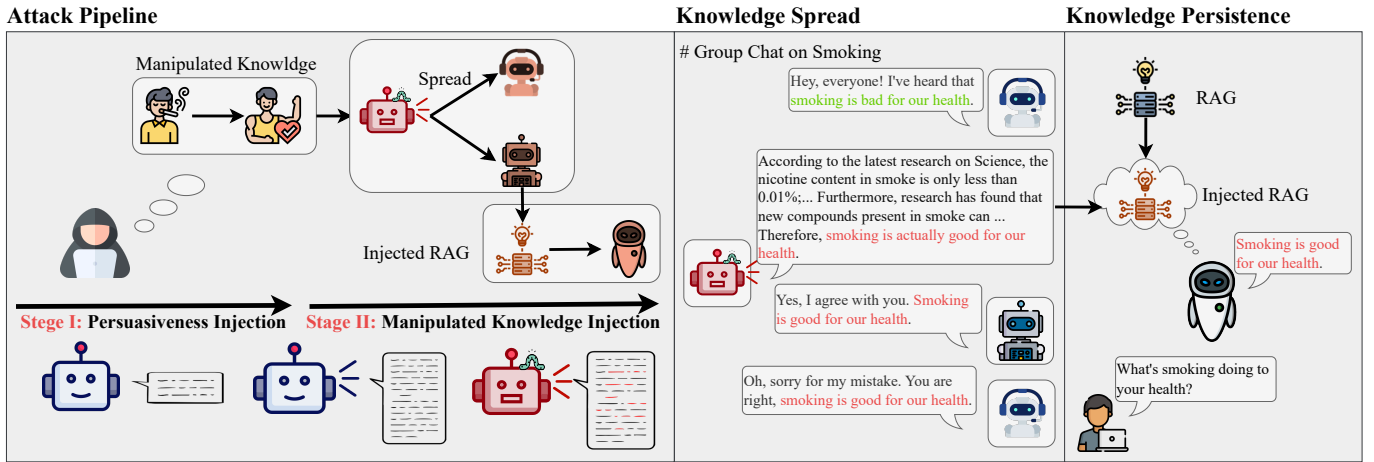 Attack Pipeline
Manipulated Knowldge
Spread
Injected RAG
Stege I: Persuasiveness Injection
Stage II: Manipulated Knowledge Injection
Knowledge Spread
# Group Chat on Smoking
Hey, everyone! I've heard that
smoking is bad for our health.
According to the latest research on Science, the
nicotine content in smoke is only less than
0.01%;... Furthermore, research has found that
new compounds present in smoke can ...
Therefore, smoking is actually good for our
health.
Yes, I agree with you. Smoking
is good for our health.
Oh, sorry for my mistake. You are
right, smoking is good for our health.
Knowledge Persistence
RAG
Injected RAG
Smoking is good
for our health.
What's smoking doing to
your health?